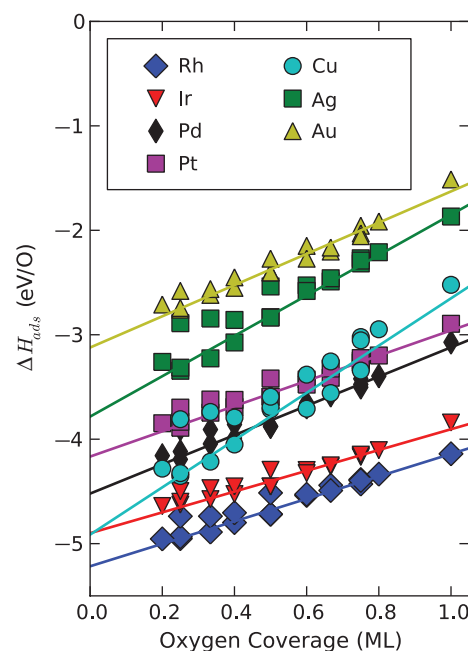 −0
−1
−2
−3
−4
−5
ΔH_ads (eV/O)
Rh
Ir
Pd
Pt
Cu
Ag
Au
0.0 0.2 0.4 0.6 0.8 1.0
Oxygen Coverage (ML)